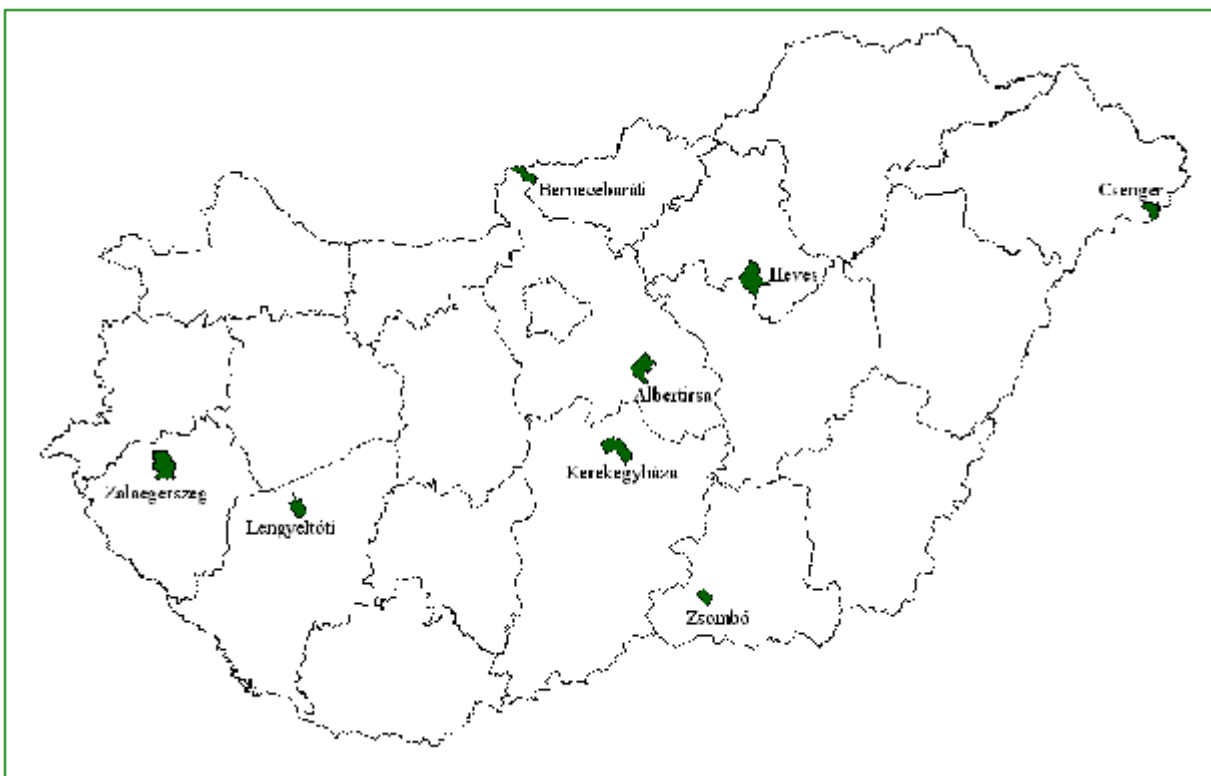 Bernecebaráti
Csenger
Heves
Albertirsa
Kerekegyháza
Zalaegerszeg
Lengyeltóti
Zsombó